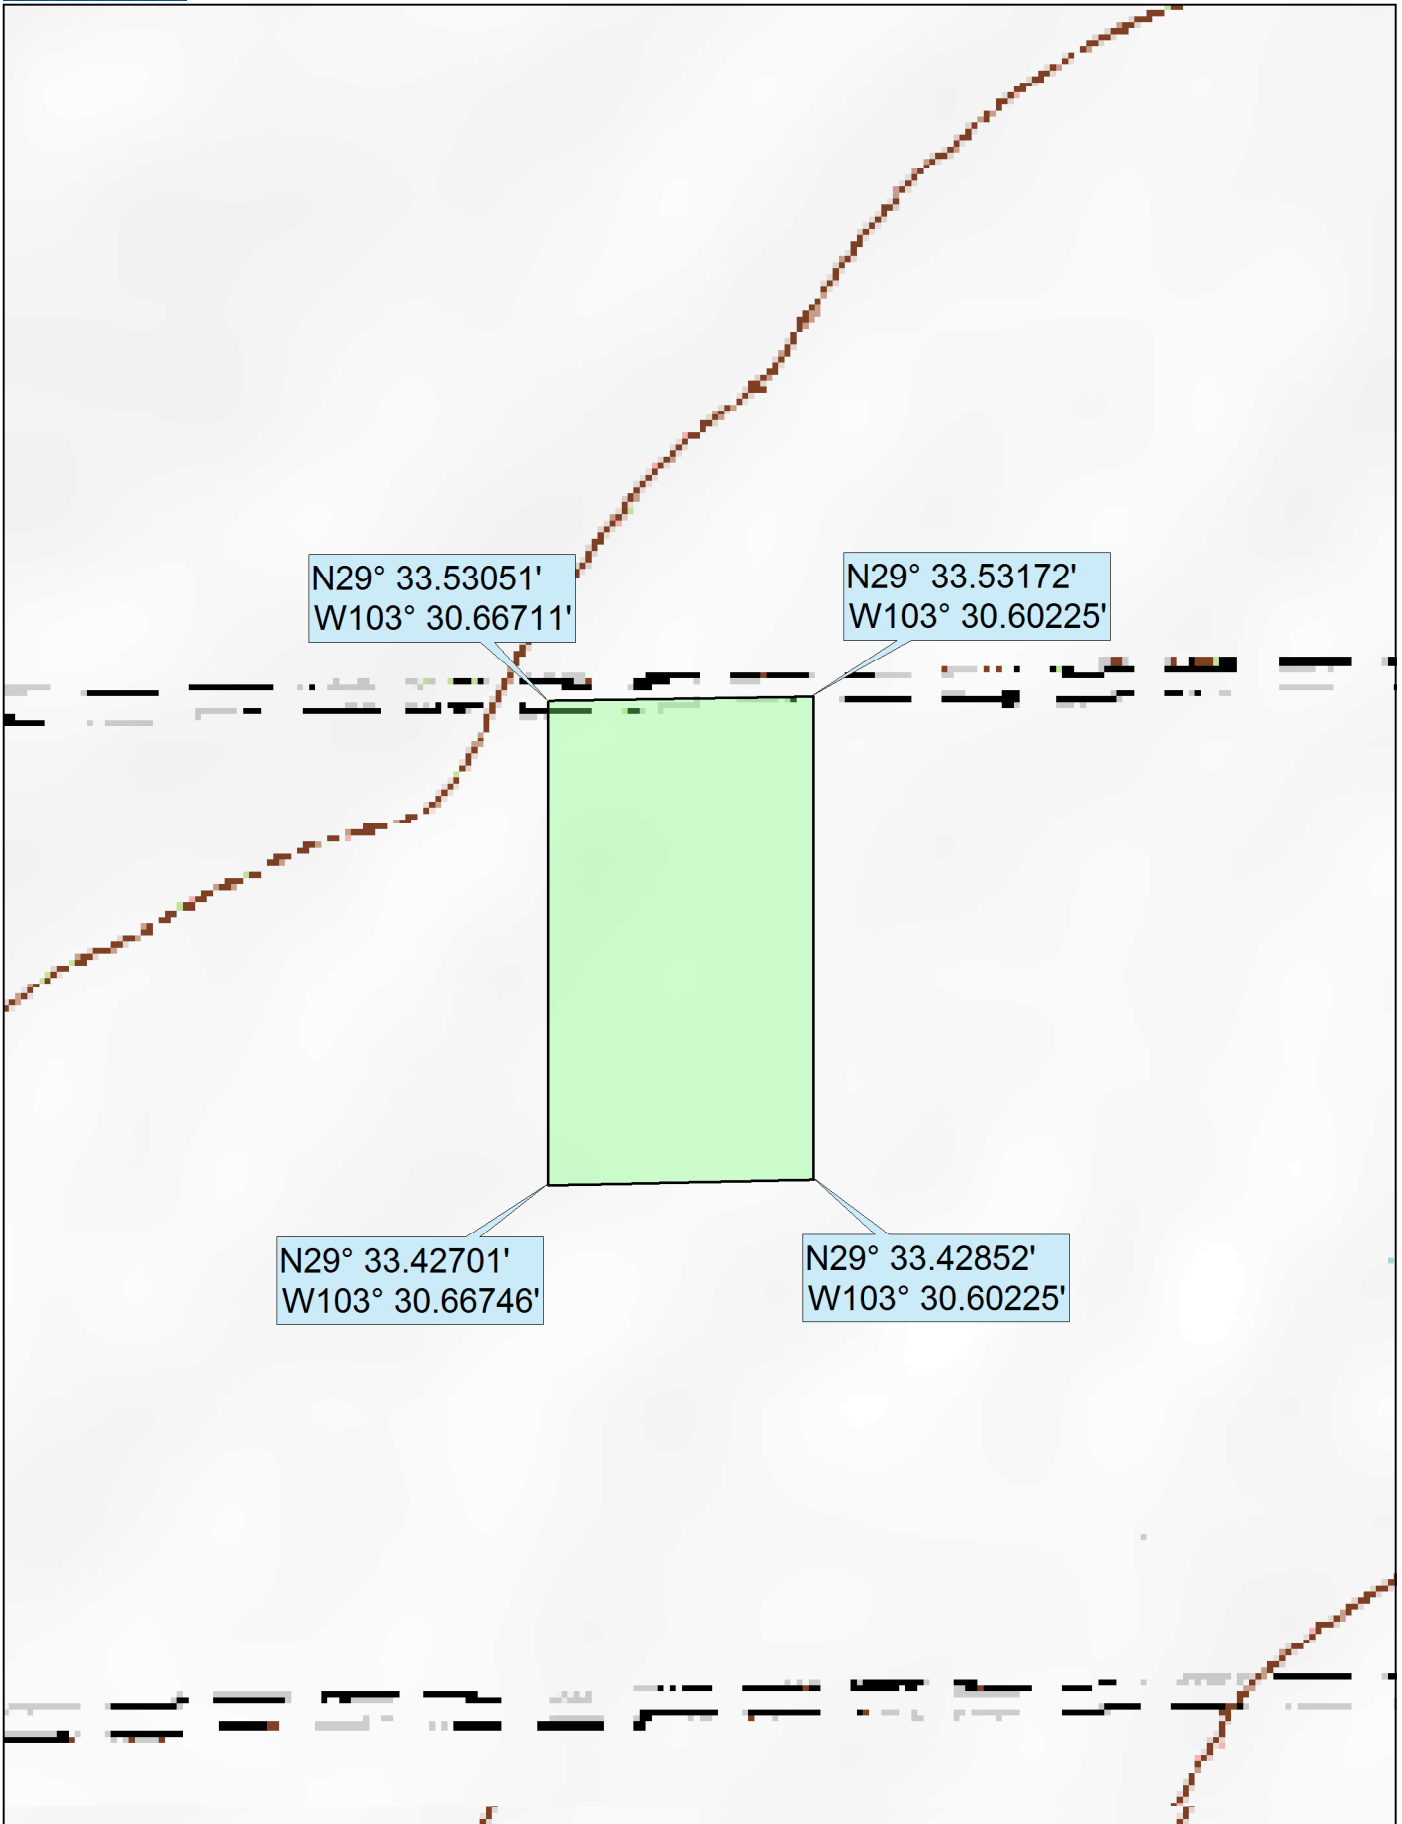 N29° 33.53051'
W103° 30.66711'
N29° 33.53172'
W103° 30.60225'
N29° 33.42701'
W103° 30.66746'
N29° 33.42852'
W103° 30.60225'